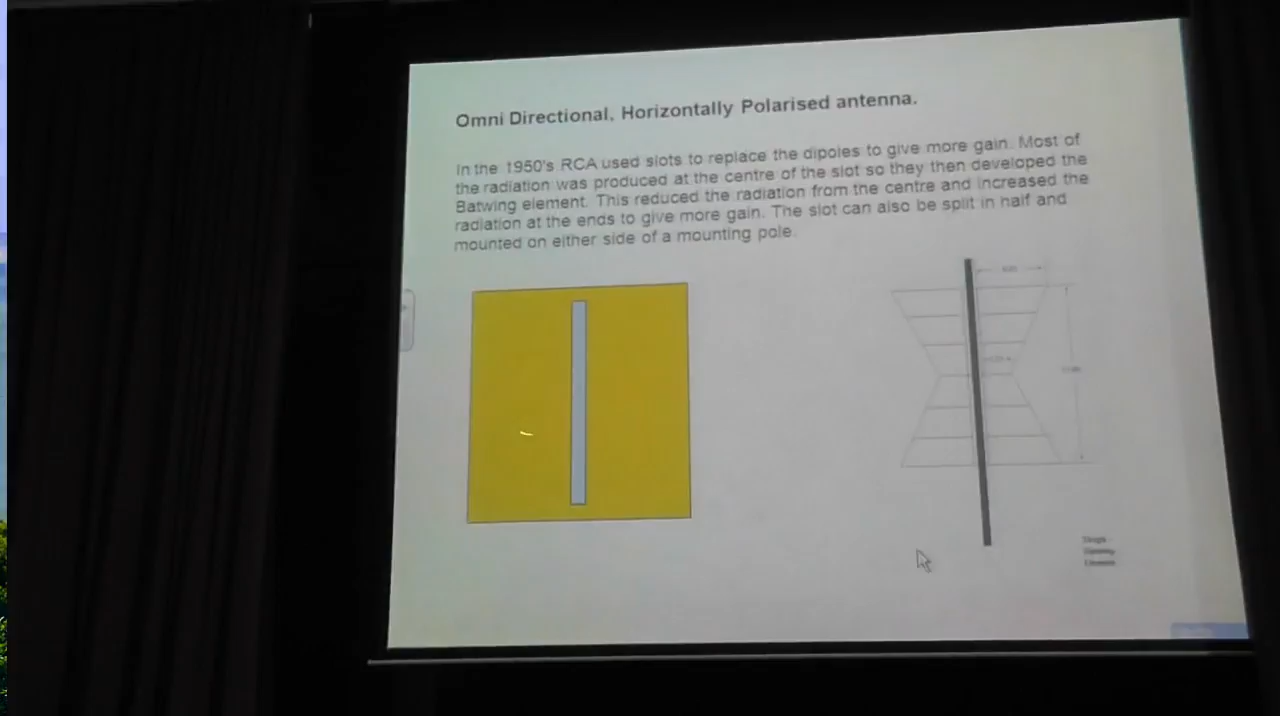 Omni Directional, Horizontally Polarised antenna.
In the 1950's RCA used slots to replace the dipoles to give more gain. Most of
the radiation was produced at the centre of the slot so they then developed the
Batwing element. This reduced the radiation from the centre and increased the
radiation at the ends to give more gain. The slot can also be split in half and
mounted on either side of a mounting pole.